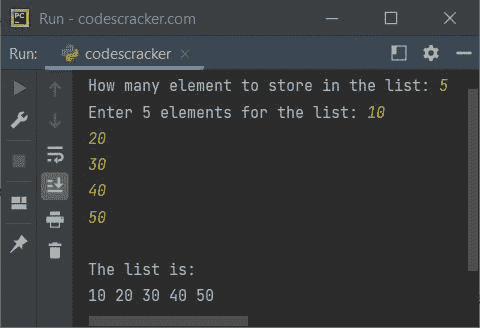 PC
Run - codescracker.com
Run: codescracker
How many element to store in the list: 5
Enter 5 elements for the list: 10
20
30
40
50
The list is:
10 20 30 40 50